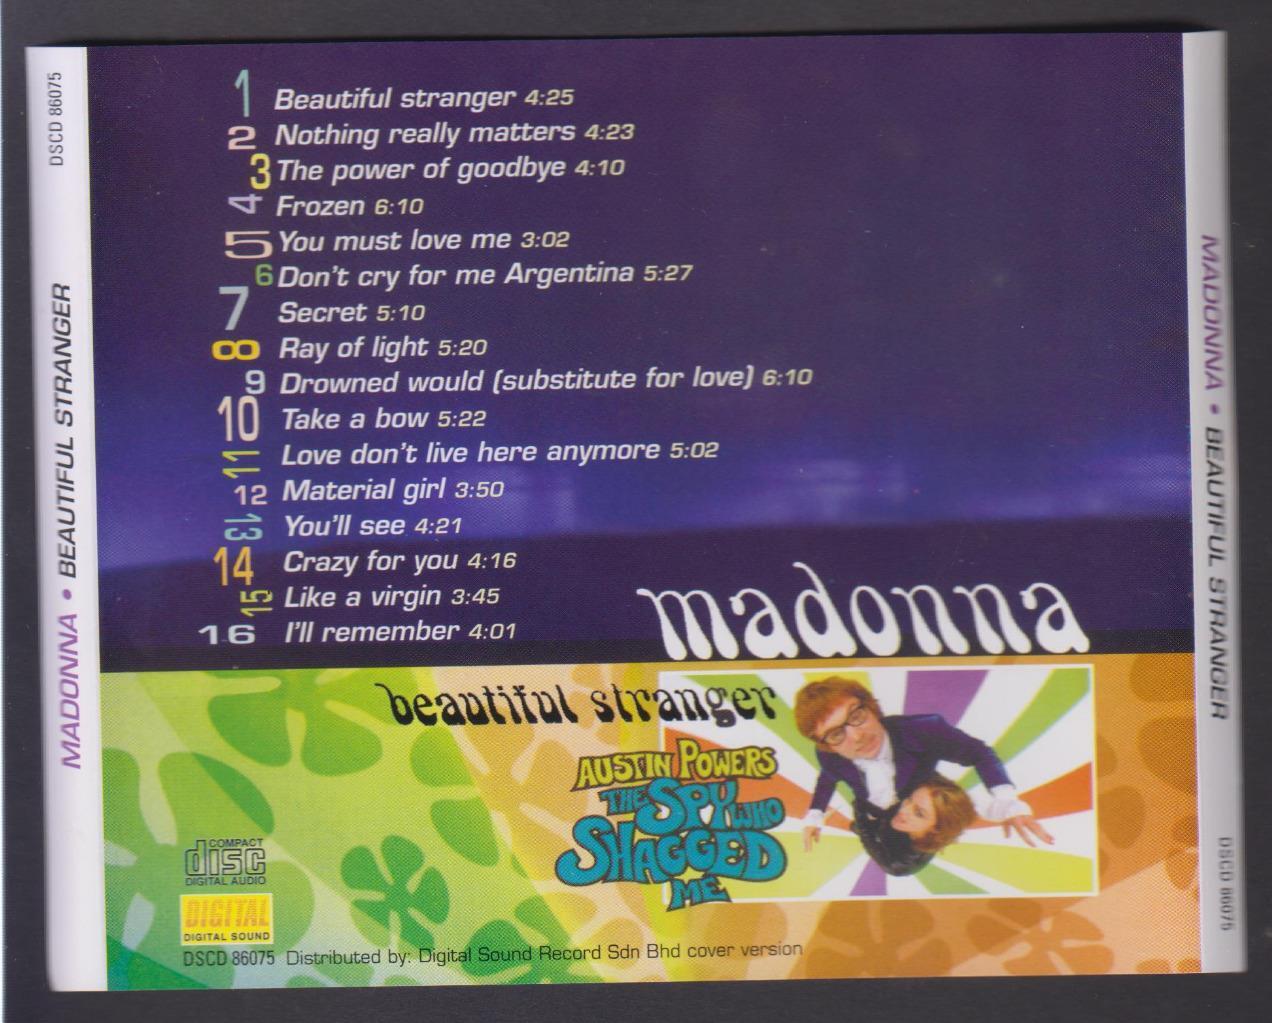 DSCD 86075
MADONNA • BEAUTIFUL STRANGER
1 Beautiful stranger 4:25
2 Nothing really matters 4:23
3 The power of goodbye 4:10
4 Frozen 6:10
5 You must love me 3:02
6 Don't cry for me Argentina 5:27
7 Secret 5:10
8 Ray of light 5:20
9 Drowned would (substitute for love) 6:10
10 Take a bow 5:22
11 Love don't live here anymore 5:02
12 Material girl 3:50
13 You'll see 4:21
14 Crazy for you 4:16
15 Like a virgin 3:45
16 I'll remember 4:01
madonna
beautiful stranger
AUSTIN POWERS
THE SPY WHO
SHAGGED
ME
COMPACT
disc
DIGITAL AUDIO
DIGITAL
DIGITAL SOUND
DSCD 86075 Distributed by: Digital Sound Record Sdn Bhd cover version
MADONNA • BEAUTIFUL STRANGER
DSCD 86075